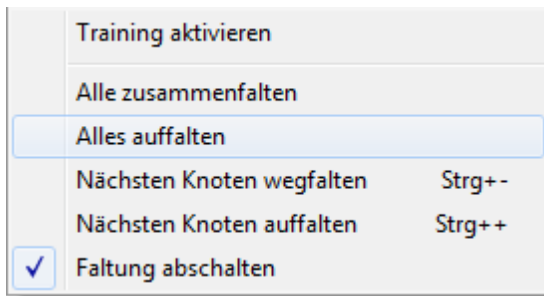 Training aktivieren
Alle zusammenfalten
Alles auffalten
Nächsten Knoten wegfalten Strg+-
Nächsten Knoten auffalten Strg++
Faltung abschalten